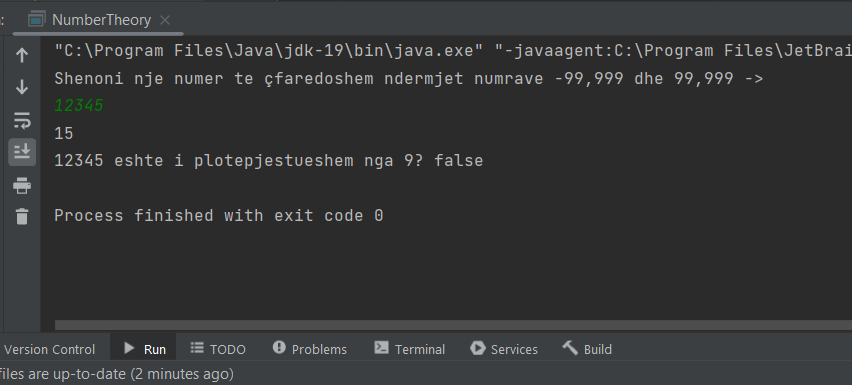 : NumberTheory ×
"C:\Program Files\Java\jdk-19\bin\java.exe" "-javaagent:C:\Program Files\JetBrai
Shenoni nje numer te çfaredoshem ndermjet numrave -99,999 dhe 99,999 ->
12345
15
12345 eshte i plotepjestueshem nga 9? false
Process finished with exit code 0
Version Control Run TODO Problems Terminal Services Build
files are up-to-date (2 minutes ago)